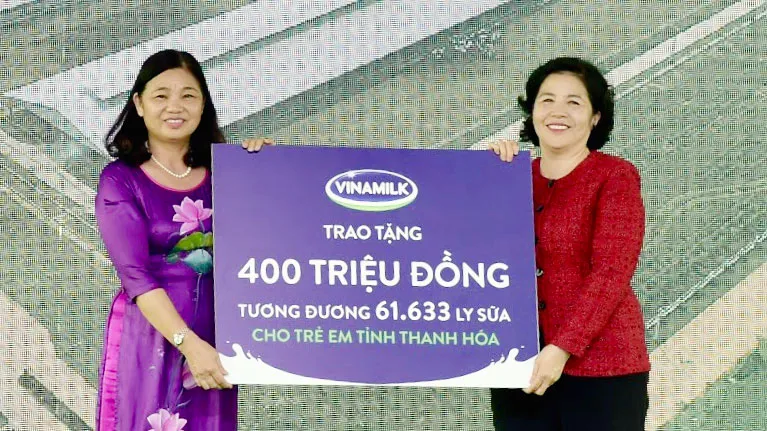 VINAMILK
TRAO TẶNG
400 TRIỆU ĐỒNG
TƯƠNG ĐƯƠNG 61.633 LY SỮA
CHO TRẺ EM TỈNH THANH HÓA